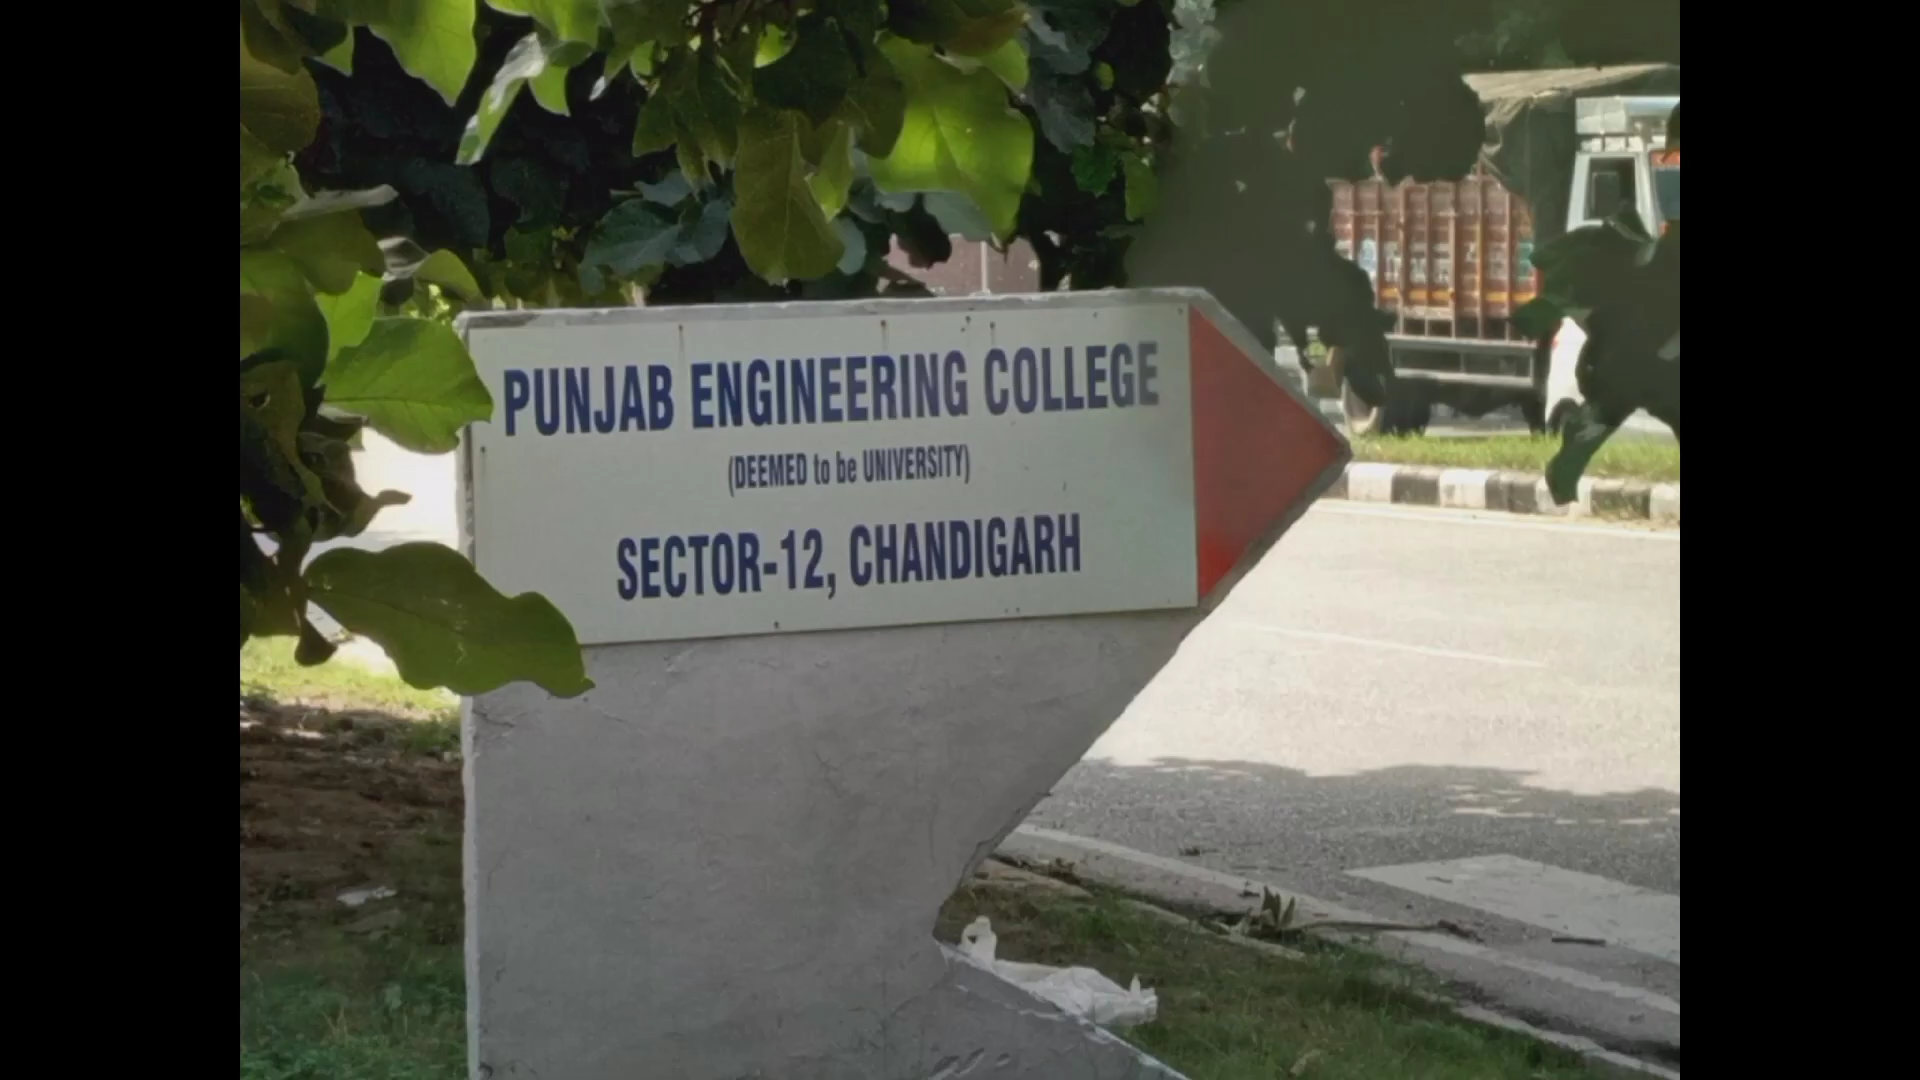 PUNJAB ENGINEERING COLLEGE
(DEEMED to be UNIVERSITY)
SECTOR-12, CHANDIGARH